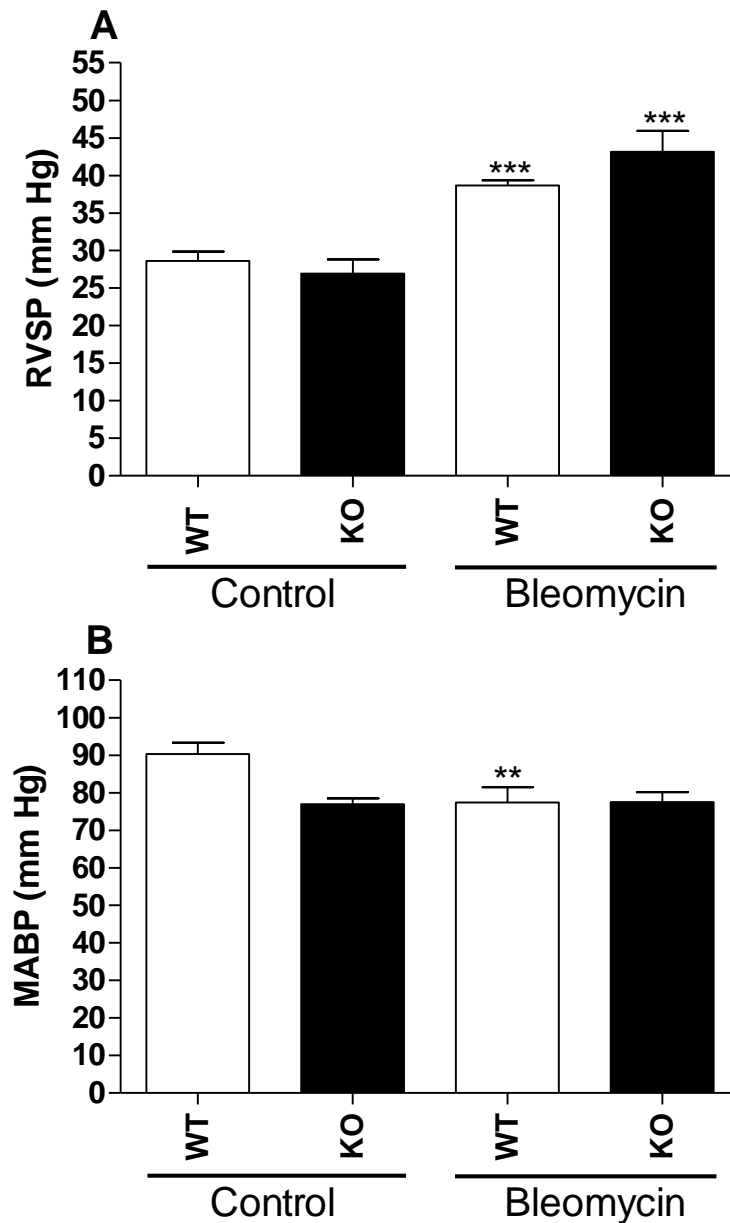 A
RVSP (mm Hg)
55
50
45
40
35
30
25
20
15
10
5
0
***
***
WT
KO
WT
KO
Control
Bleomycin
B
MABP (mm Hg)
110
100
90
80
70
60
50
40
30
20
10
0
**
WT
KO
WT
KO
Control
Bleomycin